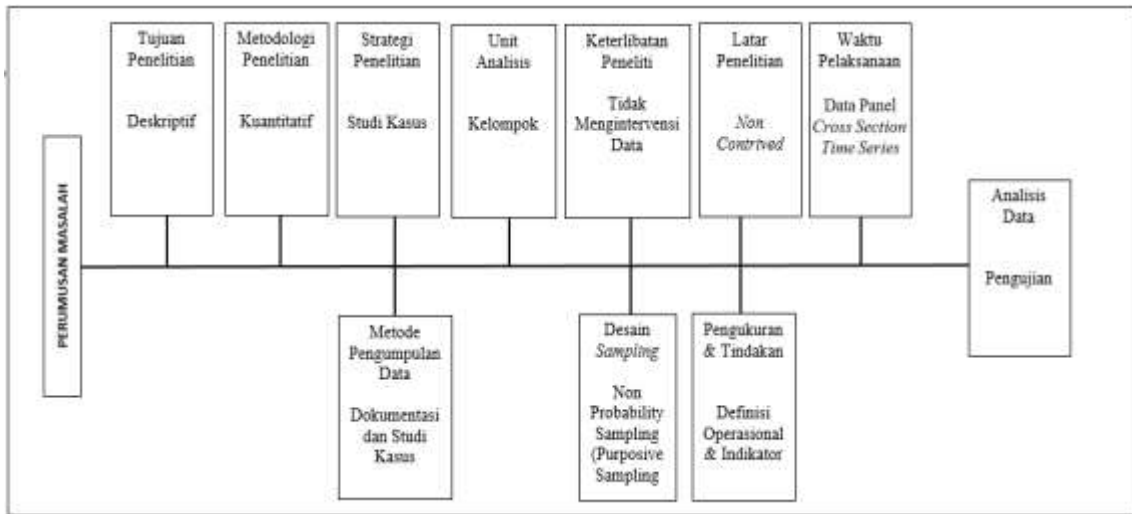 PERUMUSAN MASALAH
Tujuan
Penelitian
Deskriptif
Metodologi
Penelitian
Kuantitatif
Strategi
Penelitian
Studi Kasus
Unit
Analisis
Kelompok
Keterlibatan
Peneliti
Tidak
Mengintervensi
Data
Latar
Penelitian
Non
Contrived
Waktu
Pelaksanaan
Data Panel
Cross Section
Time Series
Analisis
Data
Pengujian
Metode
Pengumpulan
Data
Dokumentasi
dan Studi
Kasus
Desain
Sampling
Non
Probability
Sampling
(Purposive
Sampling
Pengukuran
& Tindakan
Definisi
Operasional
& Indikator